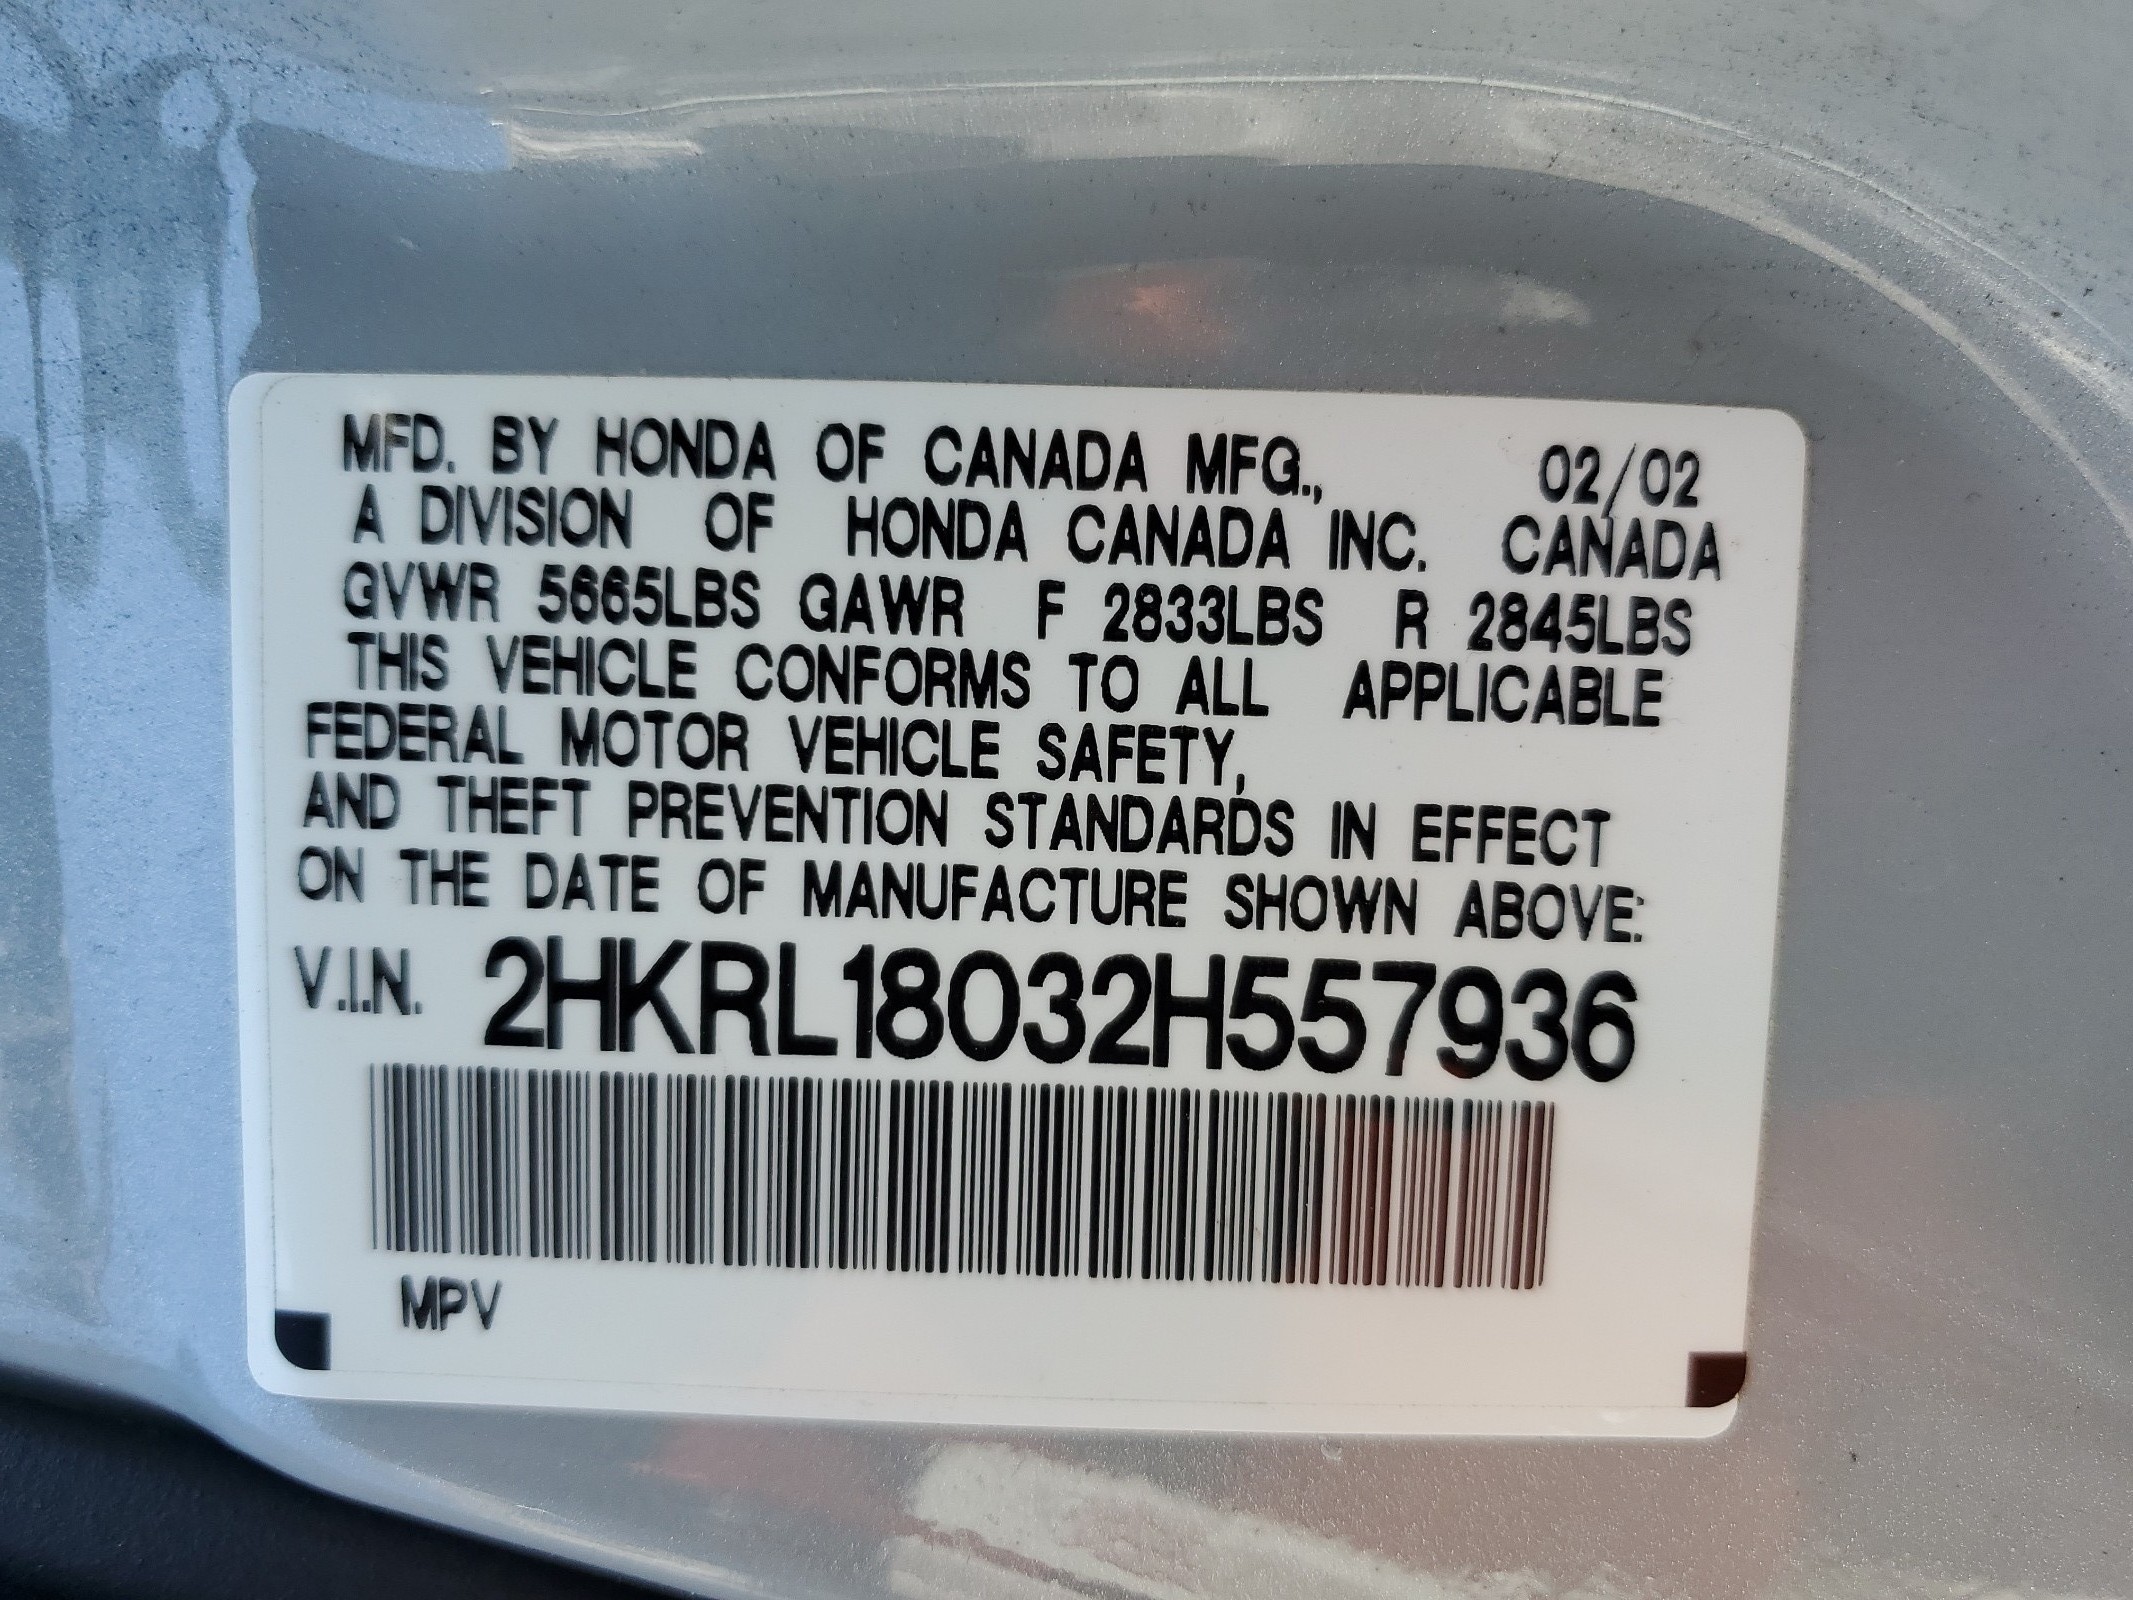 MFD. BY HONDA OF CANADA MFG., 02/02
A DIVISION OF HONDA CANADA INC. CANADA
GVWR 5665LBS GAWR F 2833LBS R 2845LBS
THIS VEHICLE CONFORMS TO ALL APPLICABLE
FEDERAL MOTOR VEHICLE SAFETY,
AND THEFT PREVENTION STANDARDS IN EFFECT
ON THE DATE OF MANUFACTURE SHOWN ABOVE:
V.I.N. 2HKRL18032H557936
MPV